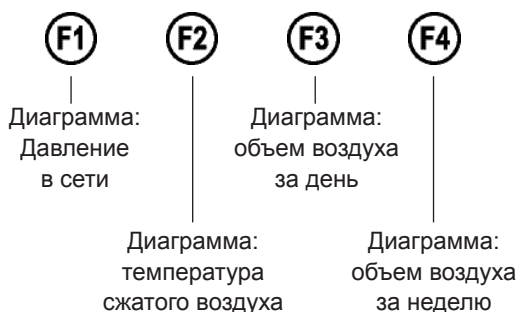 F1 F2 F3 F4
Диаграмма:
Давление
в сети
Диаграмма:
объем воздуха
за день
Диаграмма:
температура
сжатого воздуха
Диаграмма:
объем воздуха
за неделю